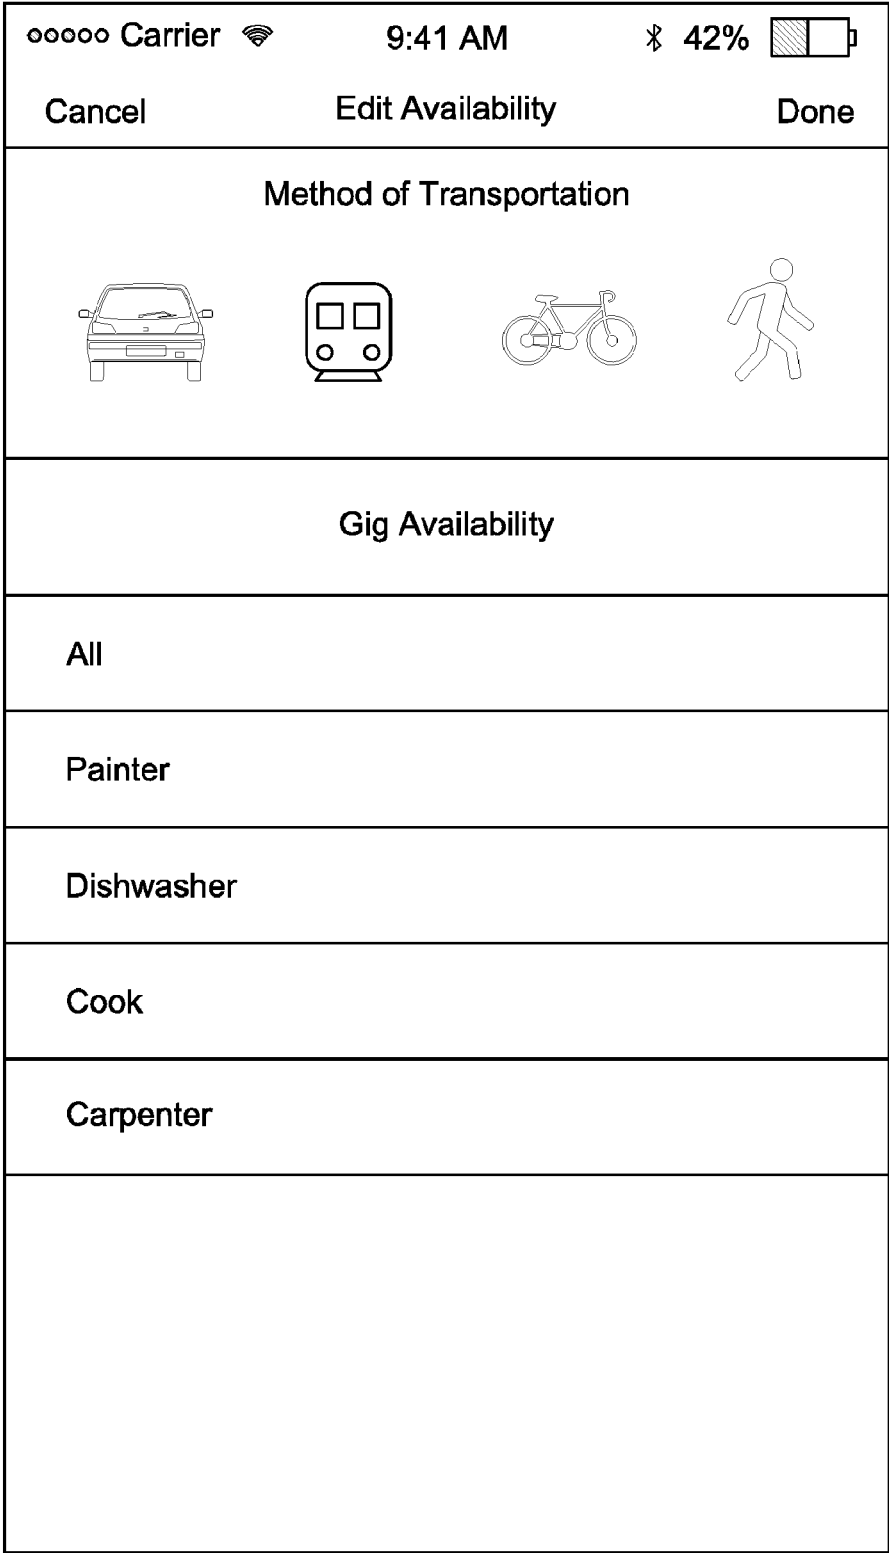 Carrier 9:41 AM 42%
Cancel Edit Availability Done
Method of Transportation
Gig Availability
All
Painter
Dishwasher
Cook
Carpenter